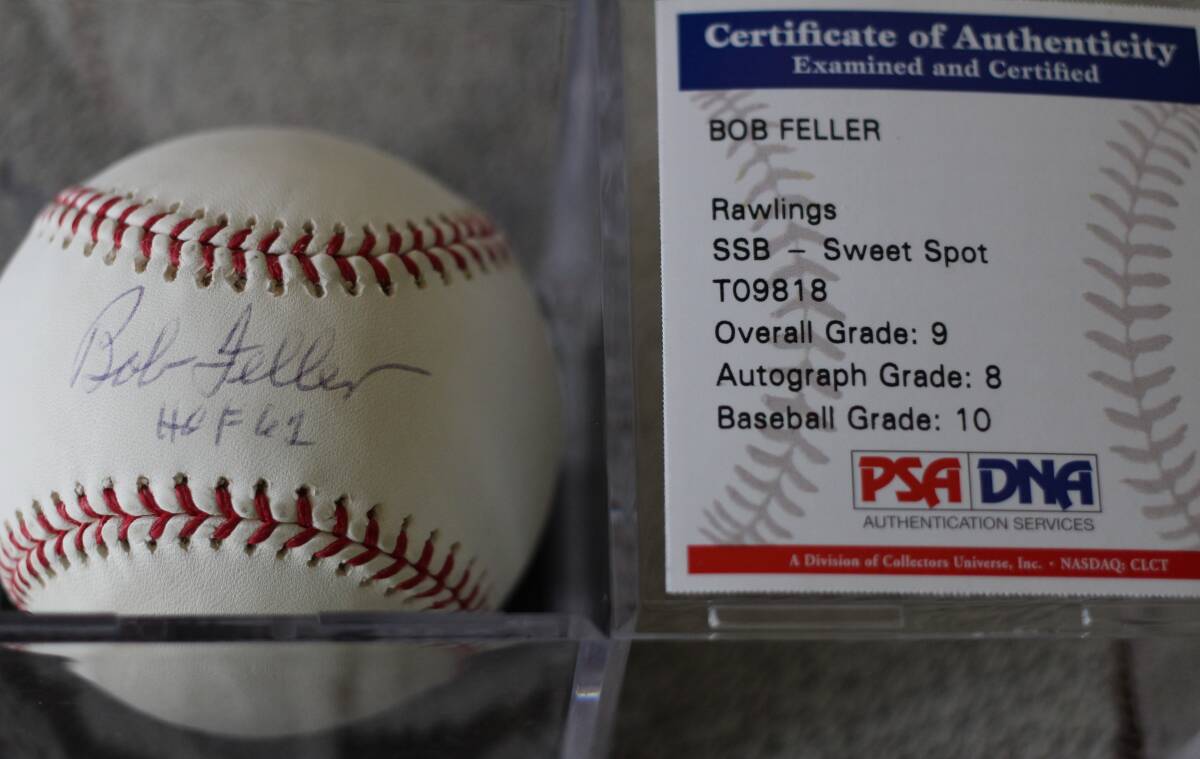 Bob Feller
HOF 62
Certificate of Authenticity
Examined and Certified
BOB FELLER
Rawlings
SSB - Sweet Spot
T09818
Overall Grade: 9
Autograph Grade: 8
Baseball Grade: 10
PSA DNA
AUTHENTICATION SERVICES
A Division of Collectors Universe, Inc. • NASDAQ: CLCT